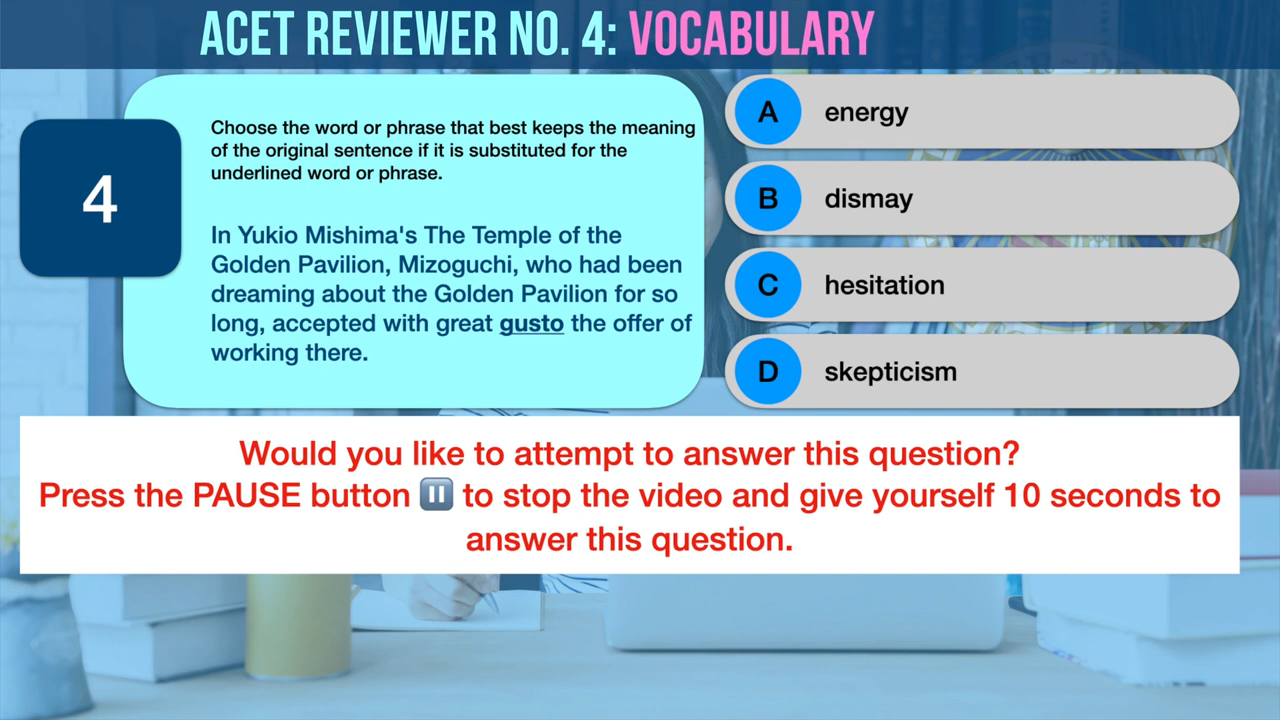 ACET REVIEWER NO. 4: VOCABULARY
4
Choose the word or phrase that best keeps the meaning
of the original sentence if it is substituted for the
underlined word or phrase.
In Yukio Mishima's The Temple of the
Golden Pavilion, Mizoguchi, who had been
dreaming about the Golden Pavilion for so
long, accepted with great gusto the offer of
working there.
A energy
B dismay
C hesitation
D skepticism
Would you like to attempt to answer this question?
Press the PAUSE button ⏸️ to stop the video and give yourself 10 seconds to
answer this question.